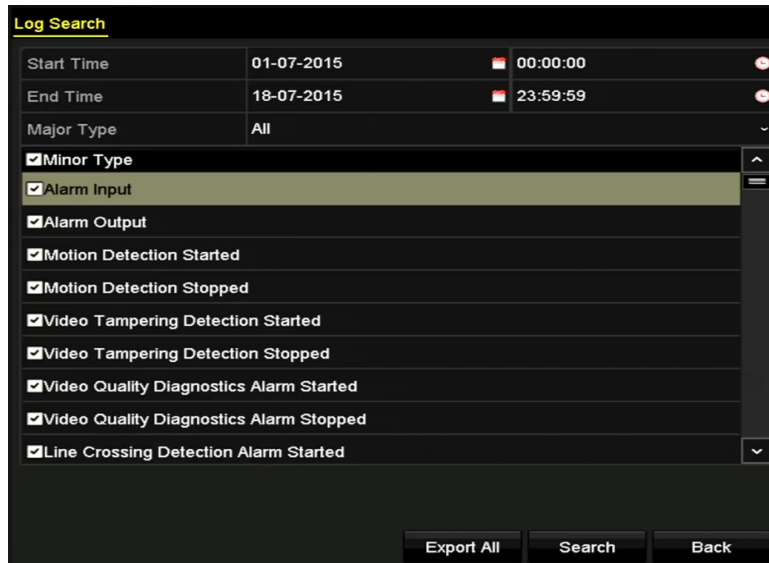 Log Search
Start Time 01-07-2015 00:00:00
End Time 18-07-2015 23:59:59
Major Type All
Minor Type
Alarm Input
Alarm Output
Motion Detection Started
Motion Detection Stopped
Video Tampering Detection Started
Video Tampering Detection Stopped
Video Quality Diagnostics Alarm Started
Video Quality Diagnostics Alarm Stopped
Line Crossing Detection Alarm Started
Export All Search Back